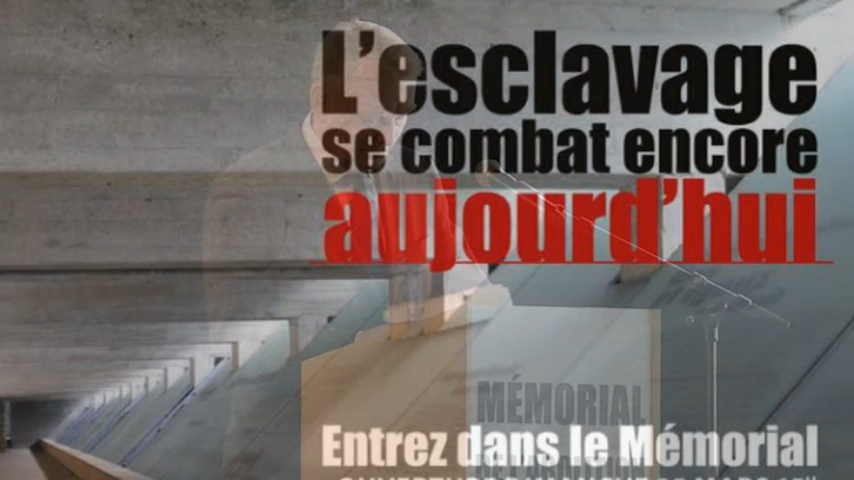 L'esclavage
se combat encore
aujourd'hui
MÉMORIAL
Entrez dans le Mémorial